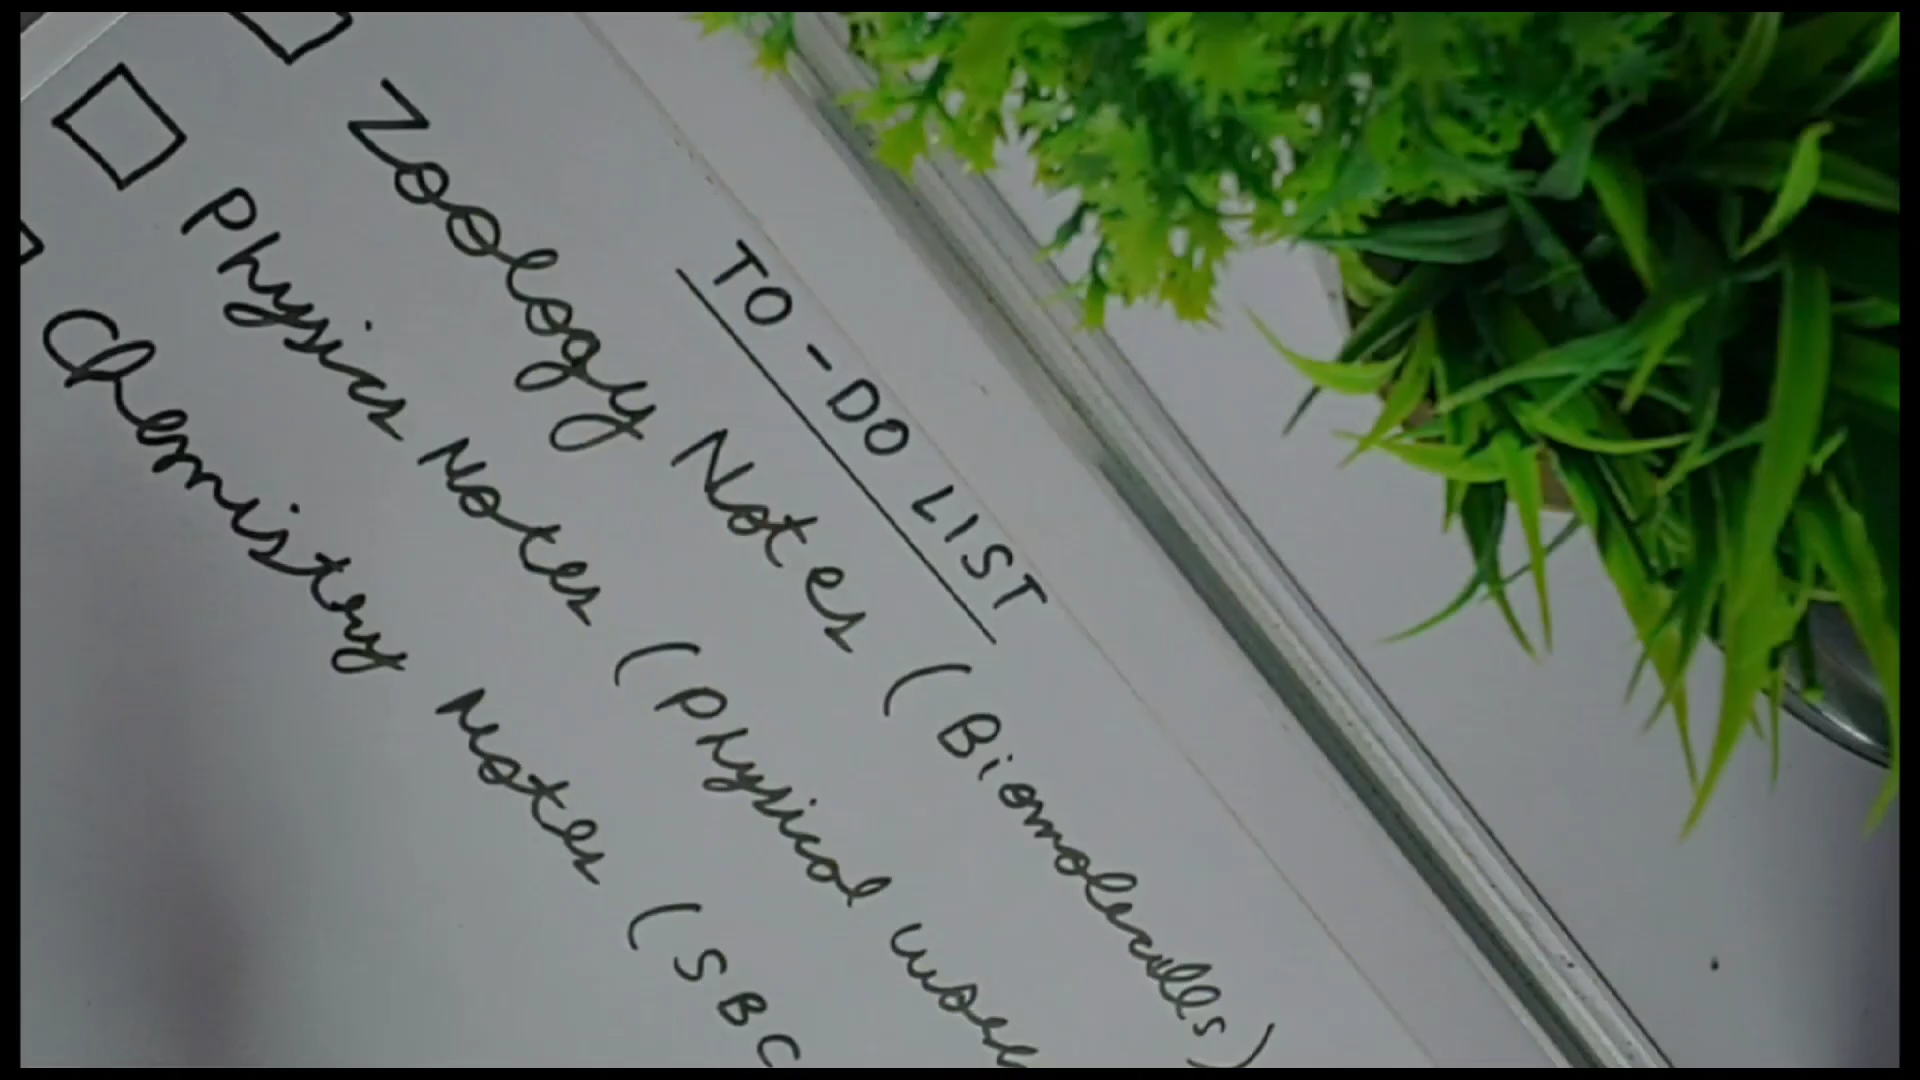 TO-DO LIST
Zoology Notes (Biomolecules)
Physics Notes (Physical
Chemistry Notes (SBC